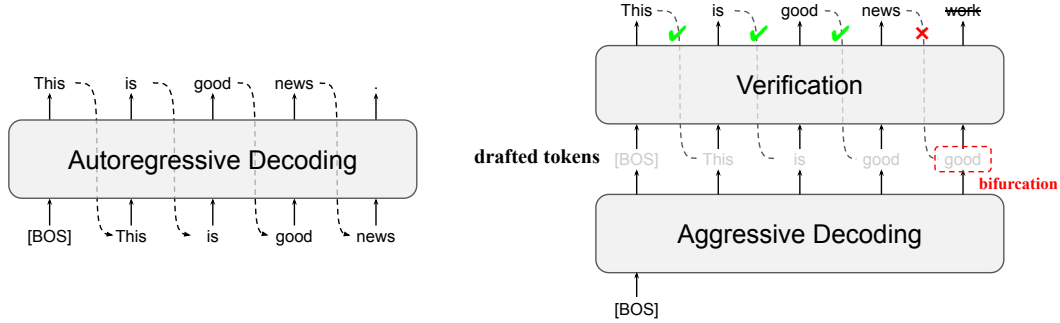 This is good news .
Autoregressive Decoding
[BOS] This is good news
This is good news work
Verification
drafted tokens [BOS] This is good good
bifurcation
Aggressive Decoding
[BOS]